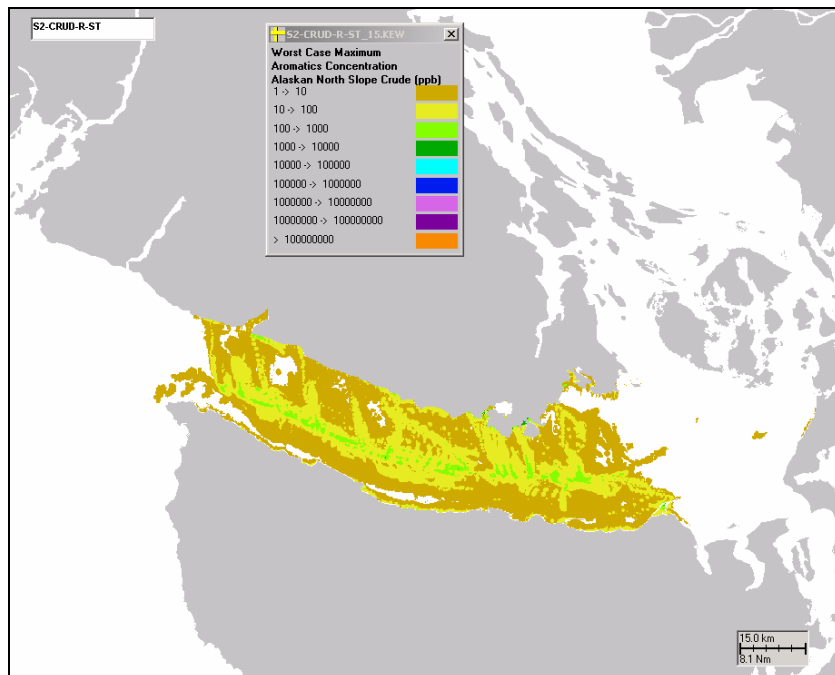 S2-CRUD-R-ST
S2-CRUD-R-ST_15.KEW
Worst Case Maximum
Aromatics Concentration
Alaskan North Slope Crude (ppb)
1 -> 10
10 -> 100
100 -> 1000
1000 -> 10000
10000 -> 100000
100000 -> 1000000
1000000 -> 10000000
10000000 -> 100000000
> 100000000
15.0 km
8.1 Nm